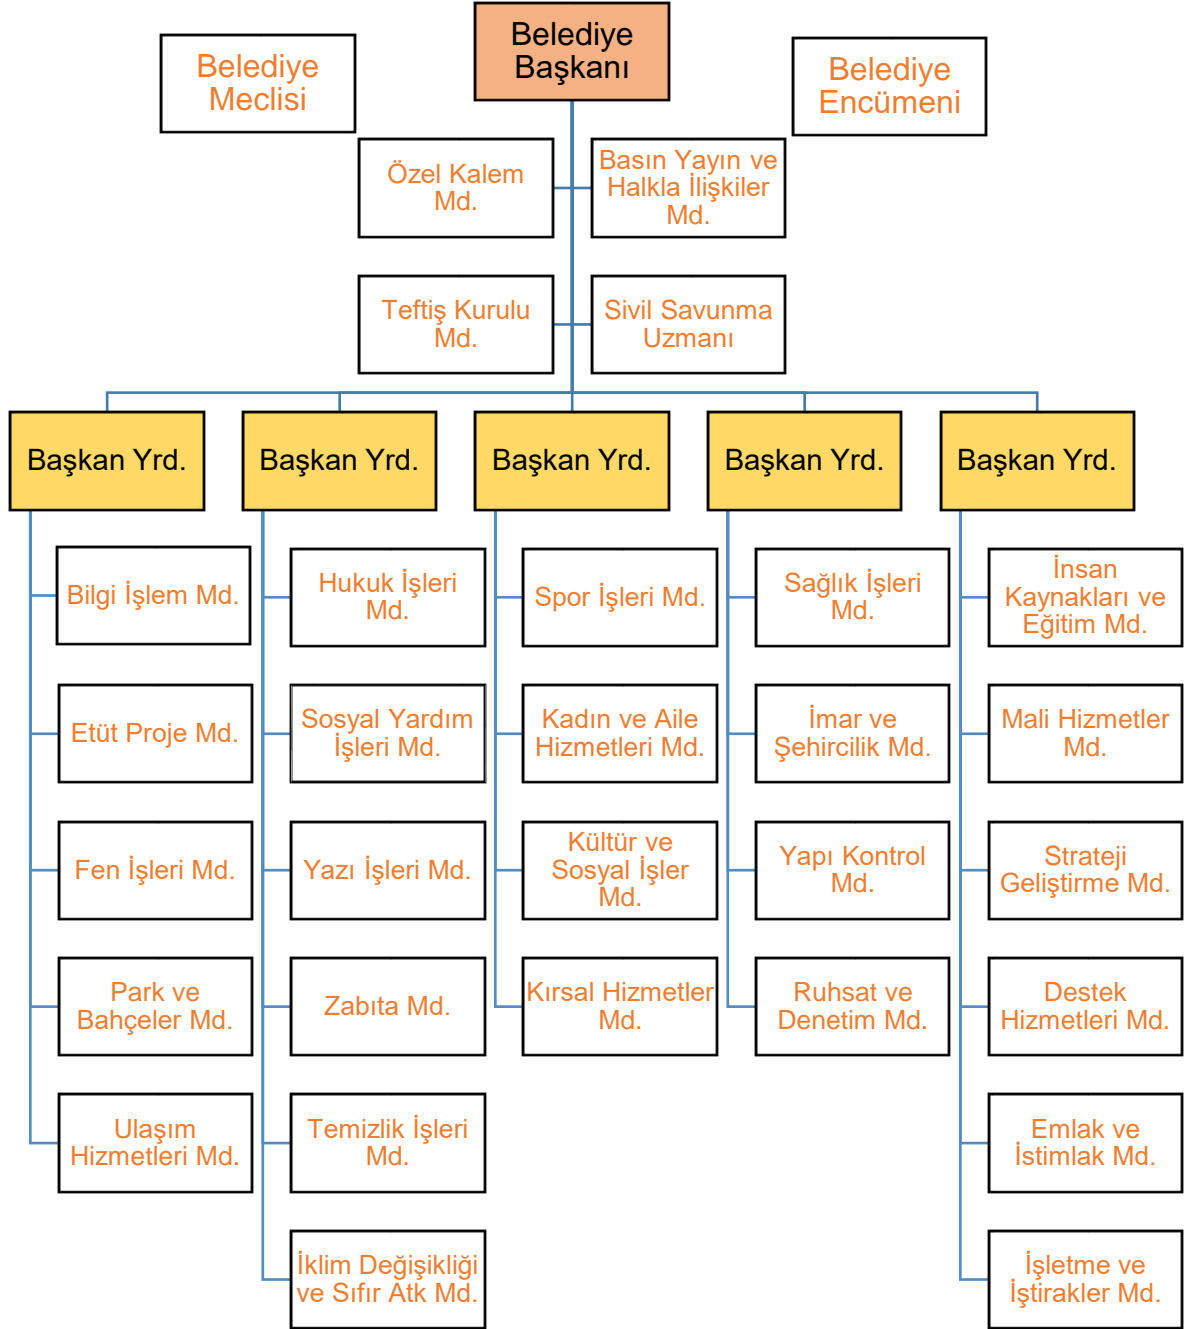 Belediye
Başkanı
Belediye
Meclisi
Belediye
Encümeni
Özel Kalem
Md.
Basın Yayın ve
Halkla İlişkiler
Md.
Teftiş Kurulu
Md.
Sivil Savunma
Uzmanı
Başkan Yrd.
Başkan Yrd.
Başkan Yrd.
Başkan Yrd.
Başkan Yrd.
Bilgi İşlem Md.
Etüt Proje Md.
Fen İşleri Md.
Park ve
Bahçeler Md.
Ulaşım
Hizmetleri Md.
Hukuk İşleri
Md.
Sosyal Yardım
İşleri Md.
Yazı İşleri Md.
Zabıta Md.
Temizlik İşleri
Md.
İklim Değişikliği
ve Sıfır Atk Md.
Spor İşleri Md.
Kadın ve Aile
Hizmetleri Md.
Kültür ve
Sosyal İşler
Md.
Kırsal Hizmetler
Md.
Sağlık İşleri
Md.
İmar ve
Şehircilik Md.
Yapı Kontrol
Md.
Ruhsat ve
Denetim Md.
İnsan
Kaynakları ve
Eğitim Md.
Mali Hizmetler
Md.
Strateji
Geliştirme Md.
Destek
Hizmetleri Md.
Emlak ve
İstimlak Md.
İşletme ve
İştirakler Md.